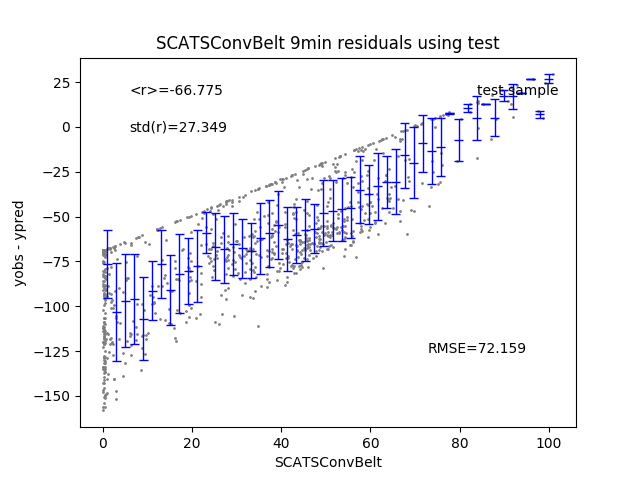 SCATSConvBelt 9min residuals using test
<r>=-66.775
test sample
std(r)=27.349
RMSE=72.159
yobs - ypred
25
0
−25
−50
−75
−100
−125
−150
0 20 40 60 80 100
SCATSConvBelt